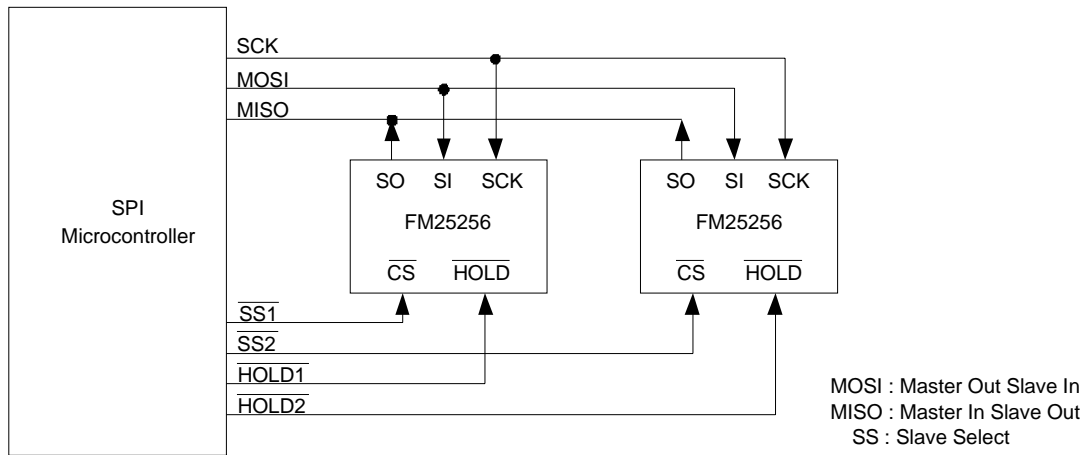 SCK
MOSI
MISO
SO SI SCK
SO SI SCK
SPI
Microcontroller
FM25256
FM25256
CS HOLD
CS HOLD
SS1
SS2
HOLD1
HOLD2
MOSI : Master Out Slave In
MISO : Master In Slave Out
SS : Slave Select